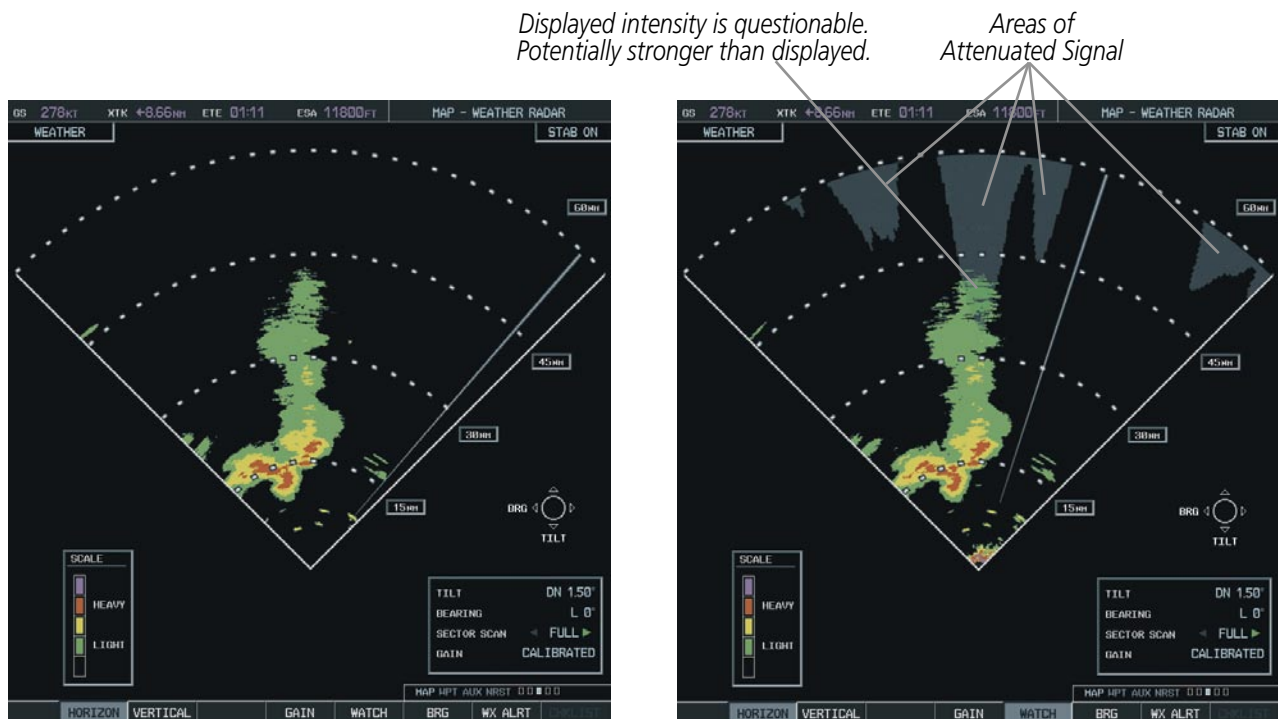 Displayed intensity is questionable.
Potentially stronger than displayed.
Areas of
Attenuated Signal
GS 278KT XTK ←8.66NM ETE 01:11 ESA 11800FT MAP - WEATHER RADAR
WEATHER
STAB ON
60NM
45NM
30NM
15NM
BRG
TILT
SCALE
HEAVY
LIGHT
TILT DN 1.50°
BEARING L 0°
SECTOR SCAN ◄ FULL ►
GAIN CALIBRATED
MAP WPT AUX NRST
HORIZON VERTICAL GAIN WATCH BRG WX ALRT CHKLIST
GS 278KT XTK ←8.66NM ETE 01:11 ESA 11800FT MAP - WEATHER RADAR
WEATHER
STAB ON
60NM
45NM
30NM
15NM
BRG
TILT
SCALE
HEAVY
LIGHT
TILT DN 1.50°
BEARING L 0°
SECTOR SCAN ◄ FULL ►
GAIN CALIBRATED
MAP WPT AUX NRST
HORIZON VERTICAL GAIN WATCH BRG WX ALRT CHKLIST